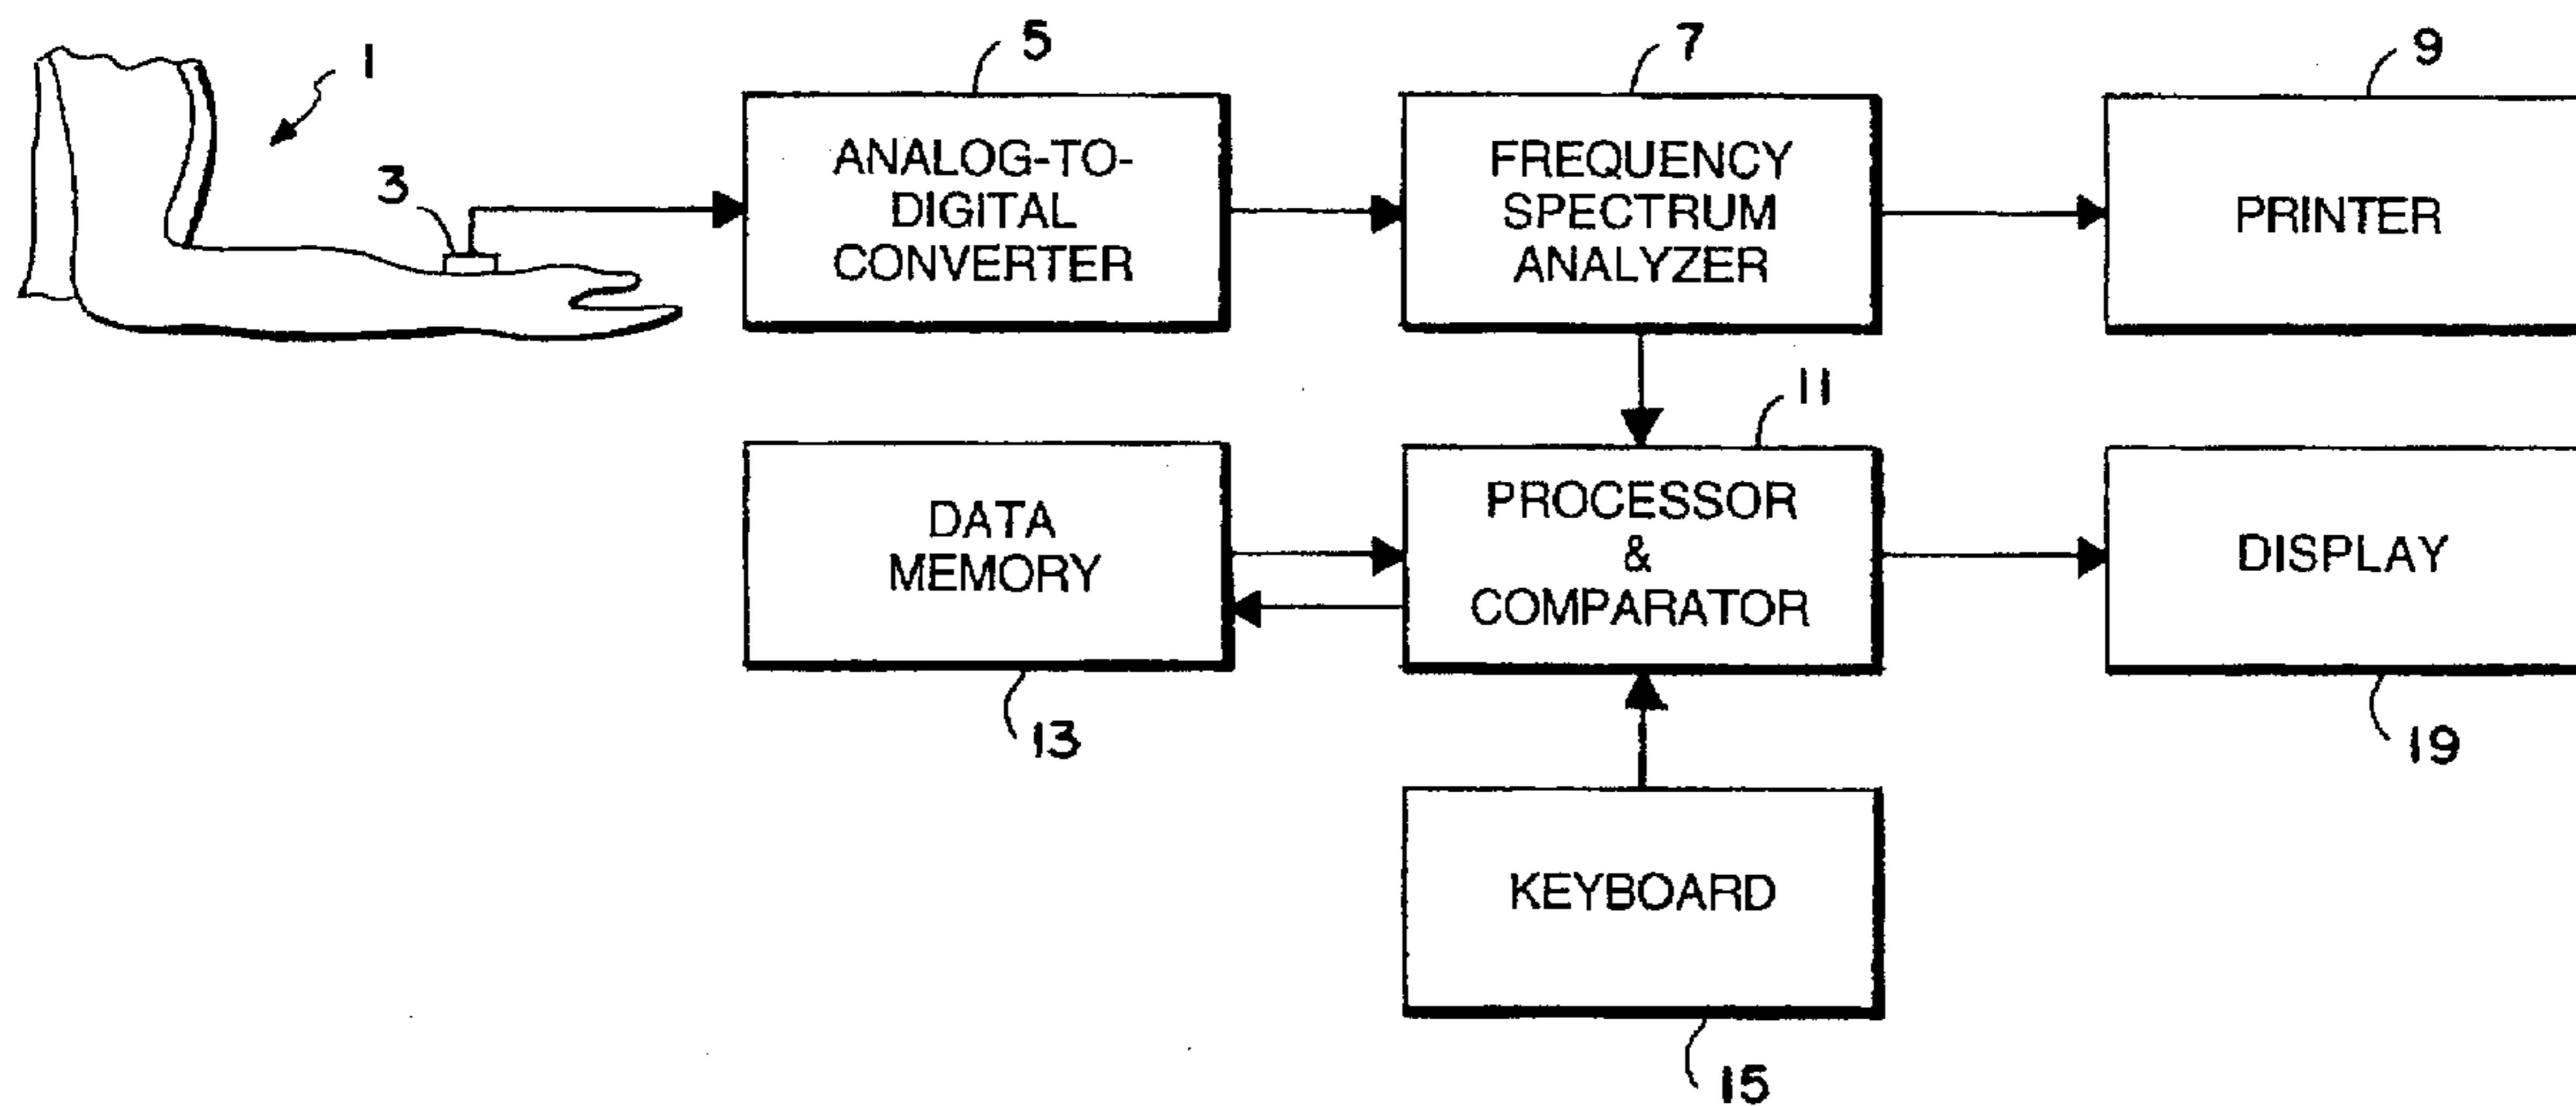 1
3
5
ANALOG-TO-
DIGITAL
CONVERTER
7
FREQUENCY
SPECTRUM
ANALYZER
9
PRINTER
DATA
MEMORY
13
11
PROCESSOR
&
COMPARATOR
DISPLAY
19
KEYBOARD
15